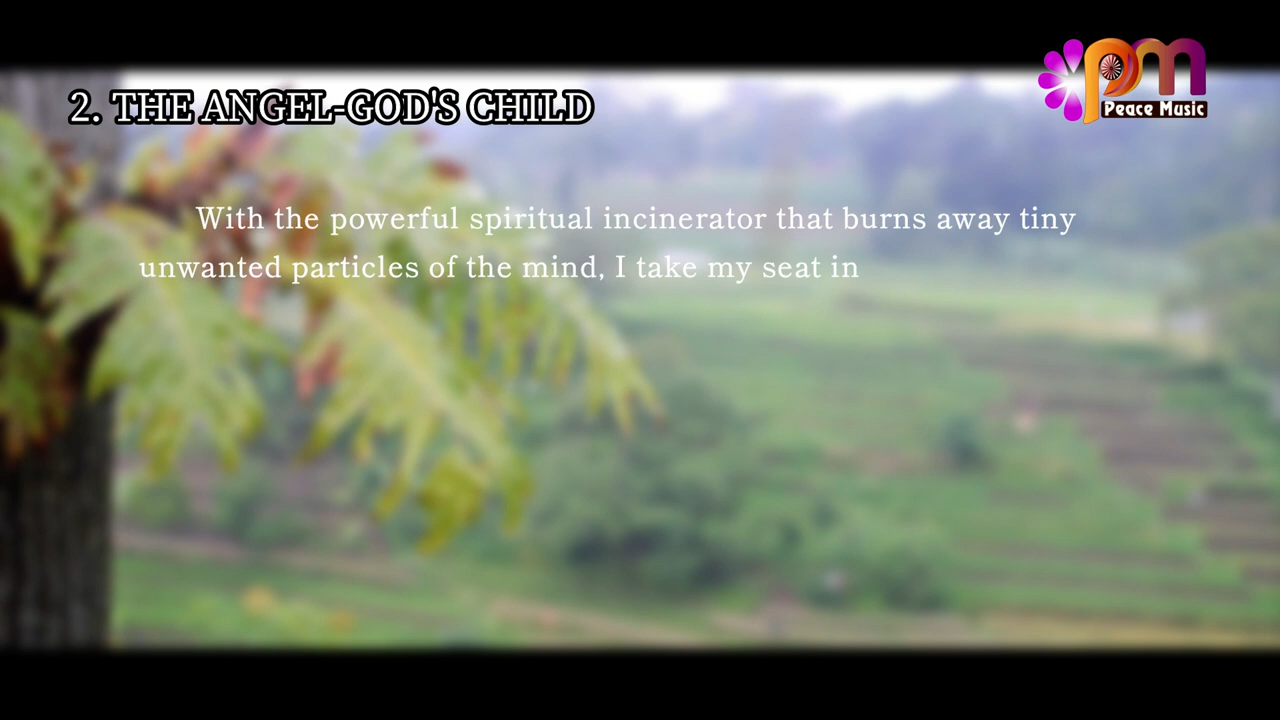 2. THE ANGEL-GOD'S CHILD
pm
Peace Music
With the powerful spiritual incinerator that burns away tiny
unwanted particles of the mind, I take my seat in